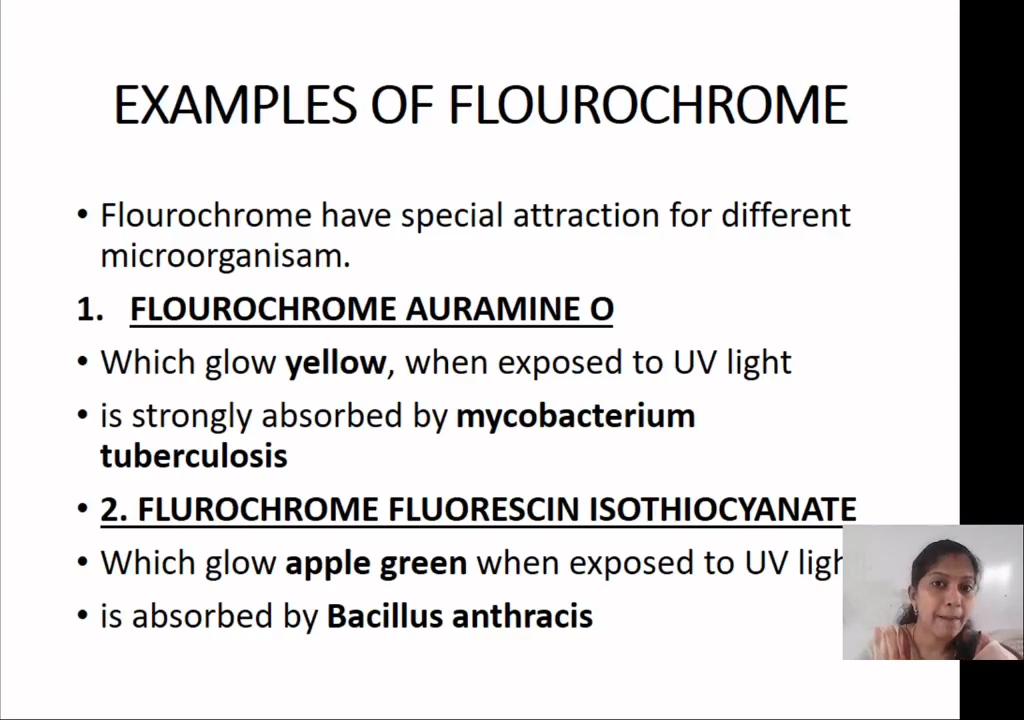 EXAMPLES OF FLOUROCHROME
• Flourochrome have special attraction for different
microorganisam.
1. FLOUROCHROME AURAMINE O
• Which glow yellow, when exposed to UV light
• is strongly absorbed by mycobacterium
tuberculosis
• 2. FLUROCHROME FLUORESCIN ISOTHIOCYANATE
• Which glow apple green when exposed to UV ligh
• is absorbed by Bacillus anthracis